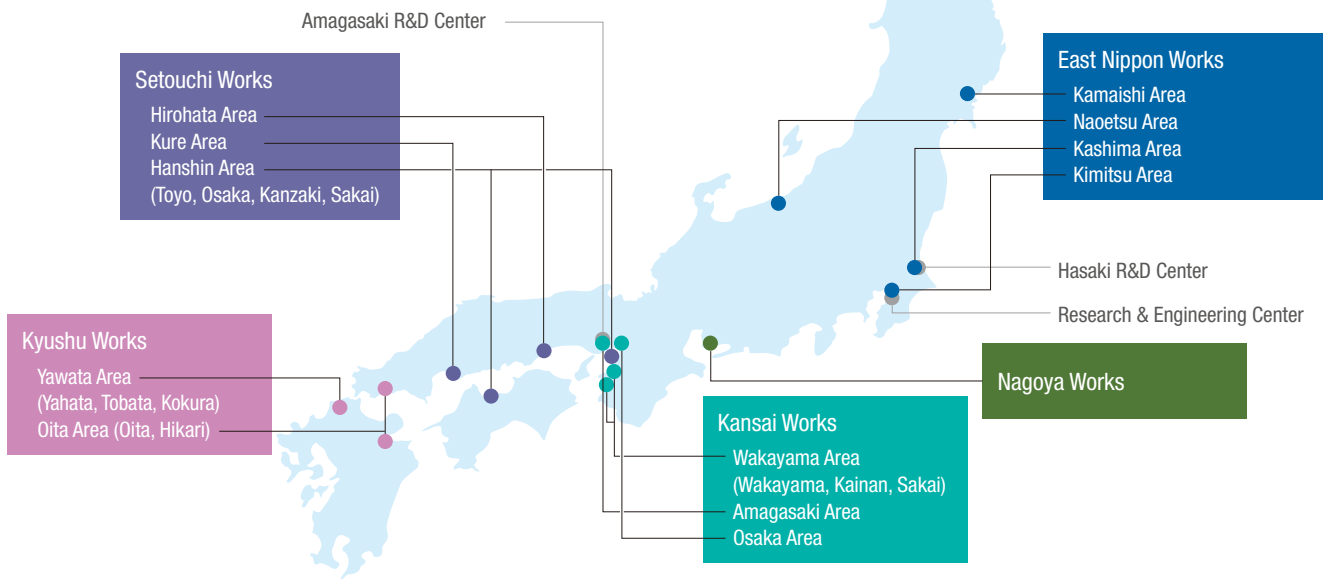 Amagasaki R&D Center
Setouchi Works
Hirohata Area
Kure Area
Hanshin Area
(Toyo, Osaka, Kanzaki, Sakai)
East Nippon Works
Kamaishi Area
Naoetsu Area
Kashima Area
Kimitsu Area
Hasaki R&D Center
Research & Engineering Center
Kyushu Works
Yawata Area
(Yahata, Tobata, Kokura)
Oita Area (Oita, Hikari)
Nagoya Works
Kansai Works
Wakayama Area
(Wakayama, Kainan, Sakai)
Amagasaki Area
Osaka Area